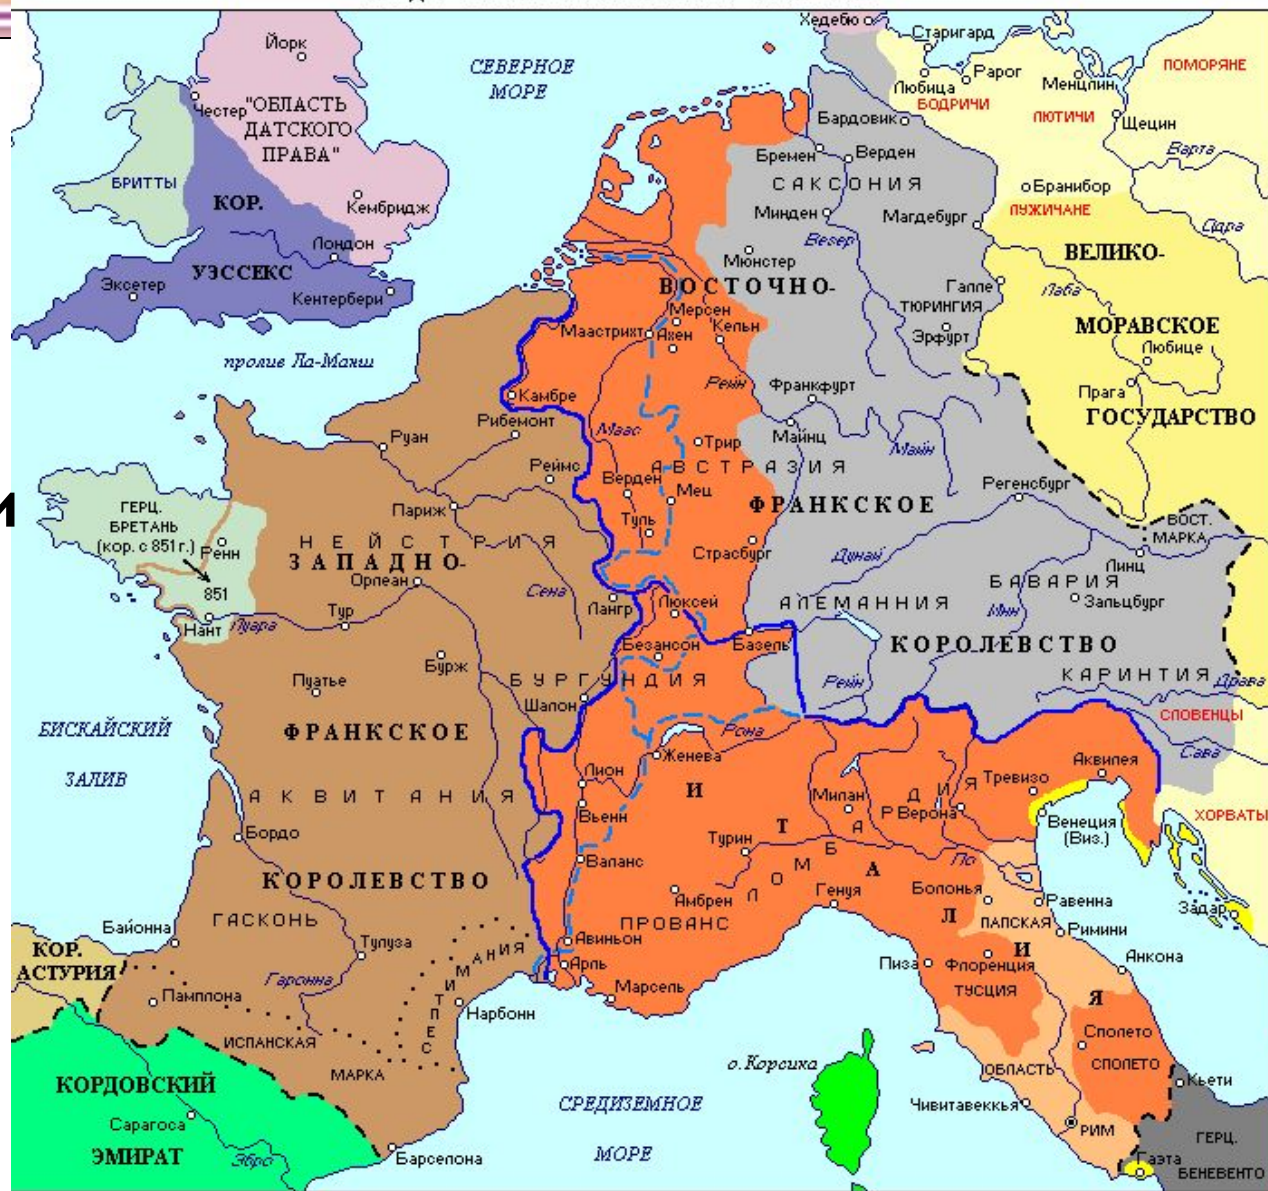 Йорк
СЕВЕРНОЕ
МОРЕ
Хедебю
Старигард
Рарог
Любица
Менцлин
ПОМОРЯНЕ
БОДРИЧИ
ЛЮТИЧИ
Щецин
Варта
Честер
"ОБЛАСТЬ
ДАТСКОГО
ПРАВА"
Бардовик
Бремен
Верден
БРИТТЫ
КОР.
Кембридж
САКСОНИЯ
Бранибор
Минден
Магдебург
ЛУЖИЧАНЕ
Одра
Лондон
Везер
УЭССЕКС
Мюнстер
ВЕЛИКО-
Эксетер
Кентербери
ВОСТОЧНО-
Галле
Лаба
ТЮРИНГИЯ
Мерсен
Маастрихт
Ахен
Кельн
Эрфурт
МОРАВСКОЕ
Любице
пролив Ла-Манш
Рейн
Франкфурт
Прага
Камбре
ГОСУДАРСТВО
Рибемонт
Маас
Майнц
Майн
Руан
Трир
Реймс
АВСТРАЗИЯ
Верден
Мец
Регенсбург
И
ГЕРЦ.
БРЕТАНЬ
(кор. с 851 г.)
Ренн
851
Париж
ФРАНКСКОЕ
Туль
ВОСТ.
МАРКА
НЕЙСТРИЯ
Страсбург
Дунай
ЗАПАДНО-
Линц
Орлеан
Сена
БАВАРИЯ
Лангр
Люксей
АЛЕМАННИЯ
Инн
Зальцбург
Нант
Луара
Тур
Безансон
Базель
КОРОЛЕВСТВО
Бурж
Пуатье
БУРГУНДИЯ
Рейн
КАРИНТИЯ
Драва
Шалон
СЛОВЕНЦЫ
БИСКАЙСКИЙ
ЗАЛИВ
ФРАНКСКОЕ
Рона
Женева
Сава
Лион
Аквилея
Тревизо
АКВИТАНИЯ
ИТАЛИЯ
Милан
Верона
ЛОМБАРДИЯ
Вьенн
Венеция
(Виз.)
ХОРВАТЫ
Бордо
Турин
Валанс
По
КОРОЛЕВСТВО
Амбрен
Генуя
Болонья
ПРОВАНС
ГАСКОНЬ
ПАПСКАЯ
Равенна
Задар
Байонна
Тулуза
Авиньон
Римини
КОР.
АСТУРИЯ
СЕПТИМАНИЯ
Арль
Пиза
Флоренция
Анкона
Гаронна
ТУСЦИЯ
Памплона
Марсель
Нарбонн
ИСПАНСКАЯ
МАРКА
Сполето
СПОЛЕТО
о. Корсика
ОБЛАСТЬ
КОРДОВСКИЙ
ЭМИРАТ
Кьети
Сарагоса
СРЕДИЗЕМНОЕ
МОРЕ
Чивитавеккья
РИМ
ГЕРЦ.
БЕНЕВЕНТО
Эбро
Барселона
Гаэта